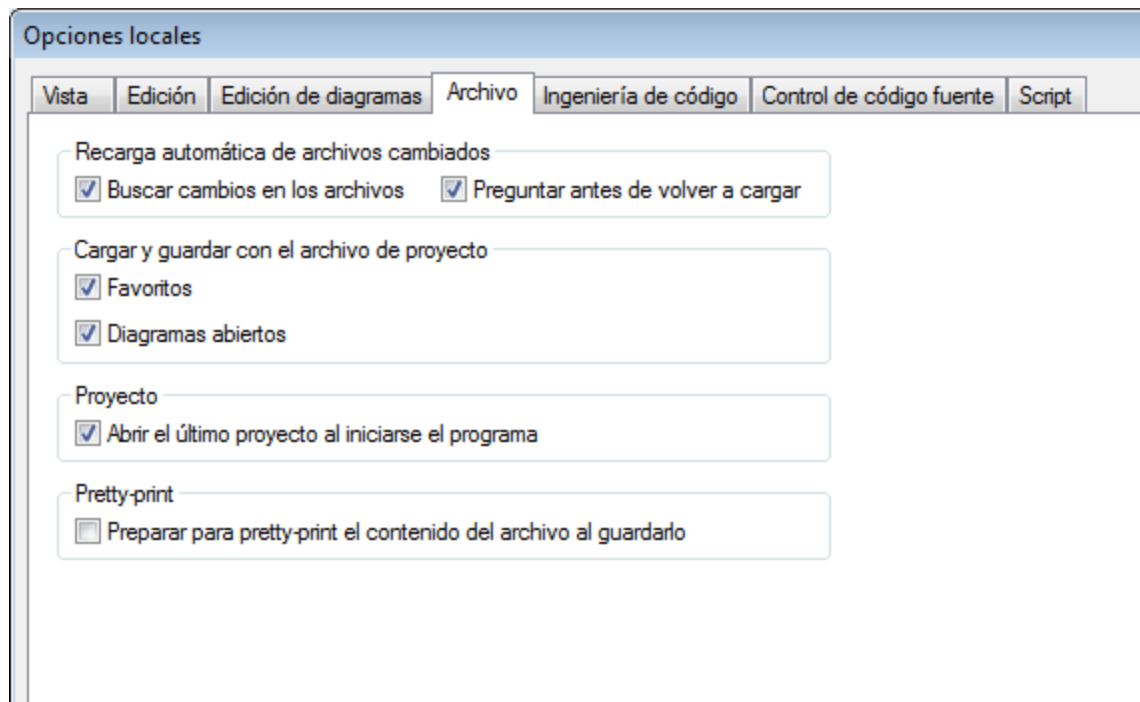 Opciones locales
Vista Edición Edición de diagramas Archivo Ingeniería de código Control de código fuente Script
Recarga automática de archivos cambiados
Buscar cambios en los archivos Preguntar antes de volver a cargar
Cargar y guardar con el archivo de proyecto
Favoritos
Diagramas abiertos
Proyecto
Abrir el último proyecto al iniciarse el programa
Pretty-print
Preparar para pretty-print el contenido del archivo al guardarlo